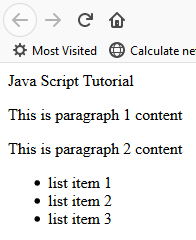 Most Visited Calculate ne
Java Script Tutorial
This is paragraph 1 content
This is paragraph 2 content
list item 1
list item 2
list item 3